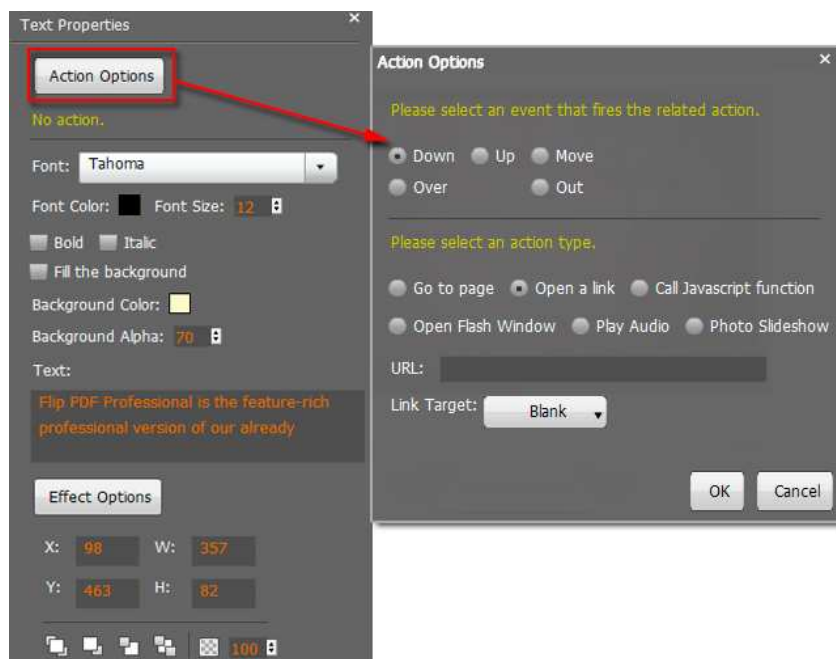 Text Properties
Action Options
No action.
Font: Tahoma
Font Color: Font Size: 12
Bold Italic
Fill the background
Background Color:
Background Alpha: 70
Text:
Flip PDF Professional is the feature-rich
professional version of our already
Effect Options
X: 98 W: 357
Y: 463 H: 82
100
Action Options
Please select an event that fires the related action.
Down Up Move
Over Out
Please select an action type.
Go to page Open a link Call Javascript function
Open Flash Window Play Audio Photo Slideshow
URL:
Link Target: Blank
OK Cancel